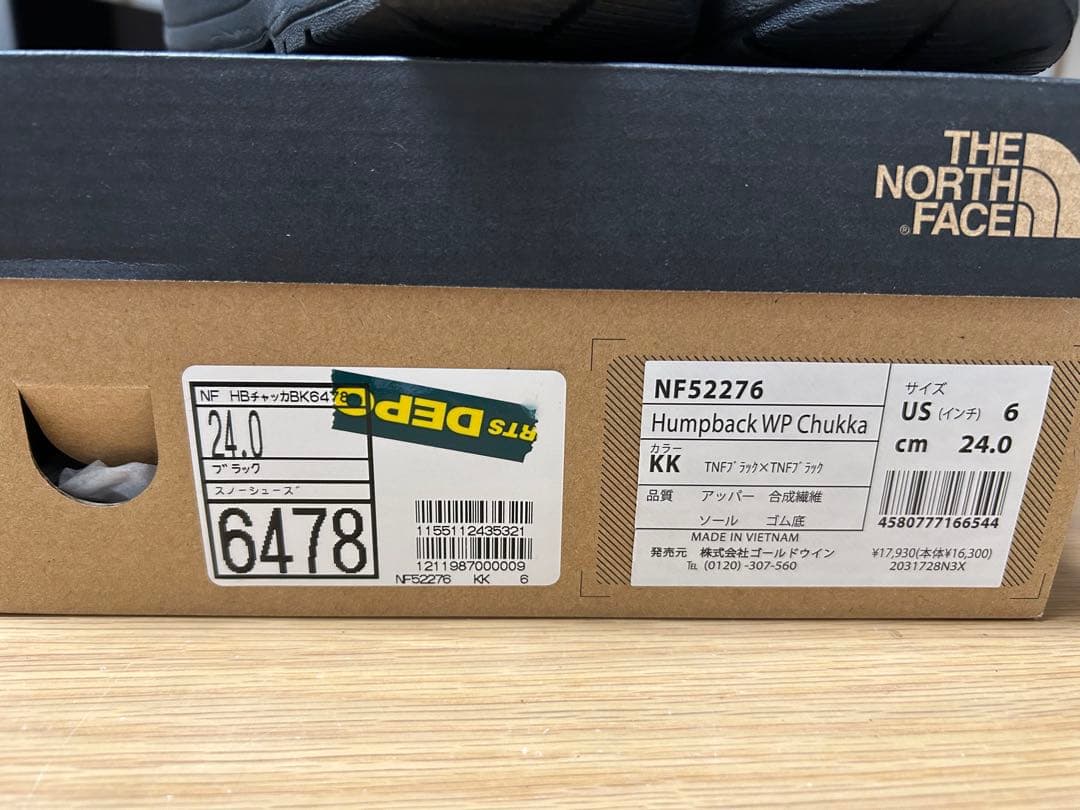 THE
NORTH
FACE
®
NF HBチャッカBK6478
24.0
ブラック
スノーシューズ
6478
RTS DEPO
1155112435321
1211987000009
NF52276 KK 6
NF52276
Humpback WP Chukka
カラー
KK TNFブラック×TNFブラック
品質 アッパー 合成繊維
ソール ゴム底
MADE IN VIETNAM
発売元 株式会社ゴールドウイン
TEL (0120)-307-560
サイズ
US (インチ) 6
cm 24.0
4580777166544
¥17,930(本体¥16,300)
2031728N3X